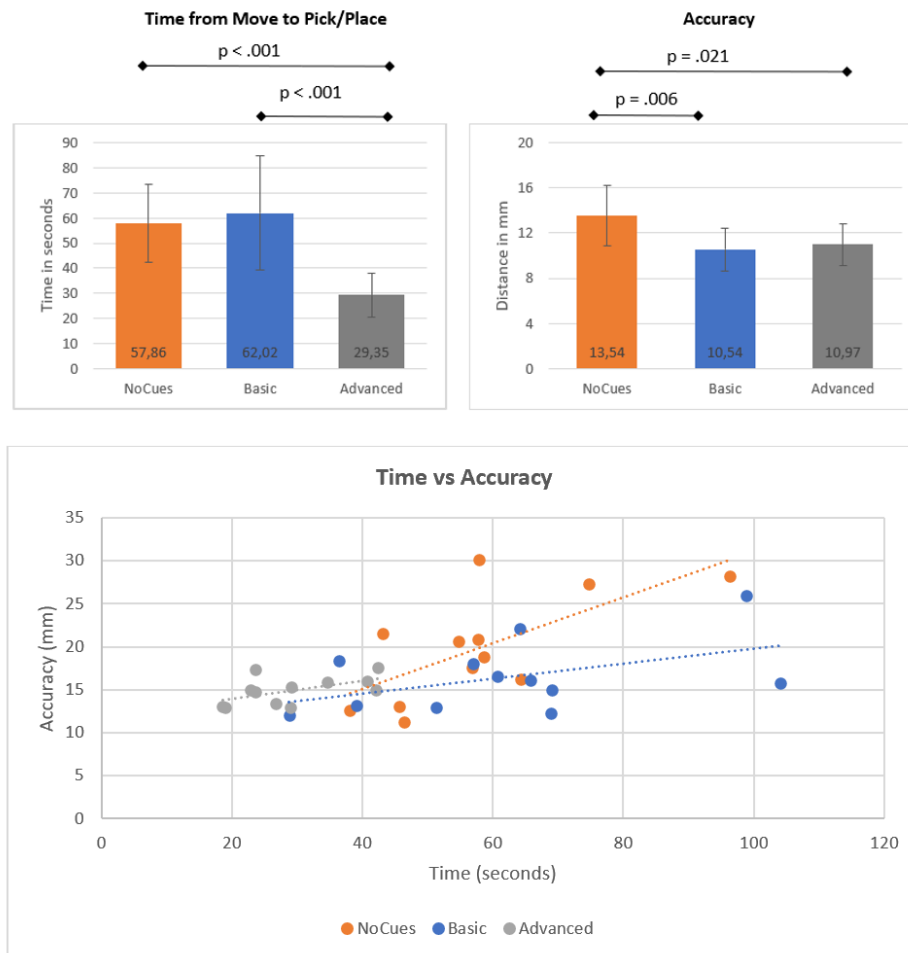 Time from Move to Pick/Place
p < .001
p < .001
90
80
70
60
50
40
30
20
10
0
Time in seconds
57,86
62,02
29,35
NoCues
Basic
Advanced
Accuracy
p = .021
p = .006
20
16
12
8
4
0
Distance in mm
13,54
10,54
10,97
NoCues
Basic
Advanced
Time vs Accuracy
35
30
25
20
15
10
5
0
Accuracy (mm)
0
20
40
60
80
100
120
Time (seconds)
NoCues
Basic
Advanced